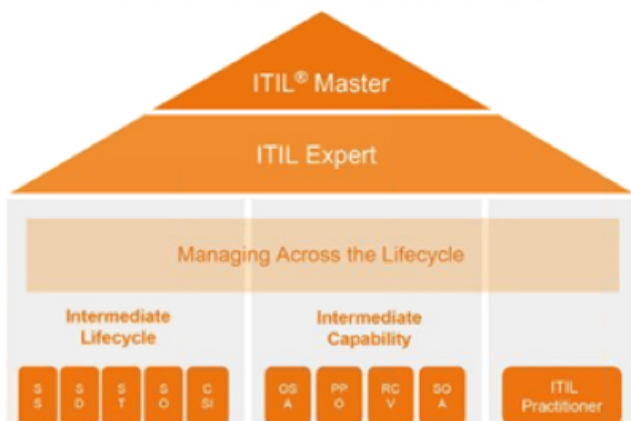 ITIL® Master
ITIL Expert
Managing Across the Lifecycle
Intermediate
Lifecycle
Intermediate
Capability
S
S
S
D
S
T
S
O
C
SI
OS
A
PP
O
RC
V
SO
A
ITIL
Practitioner